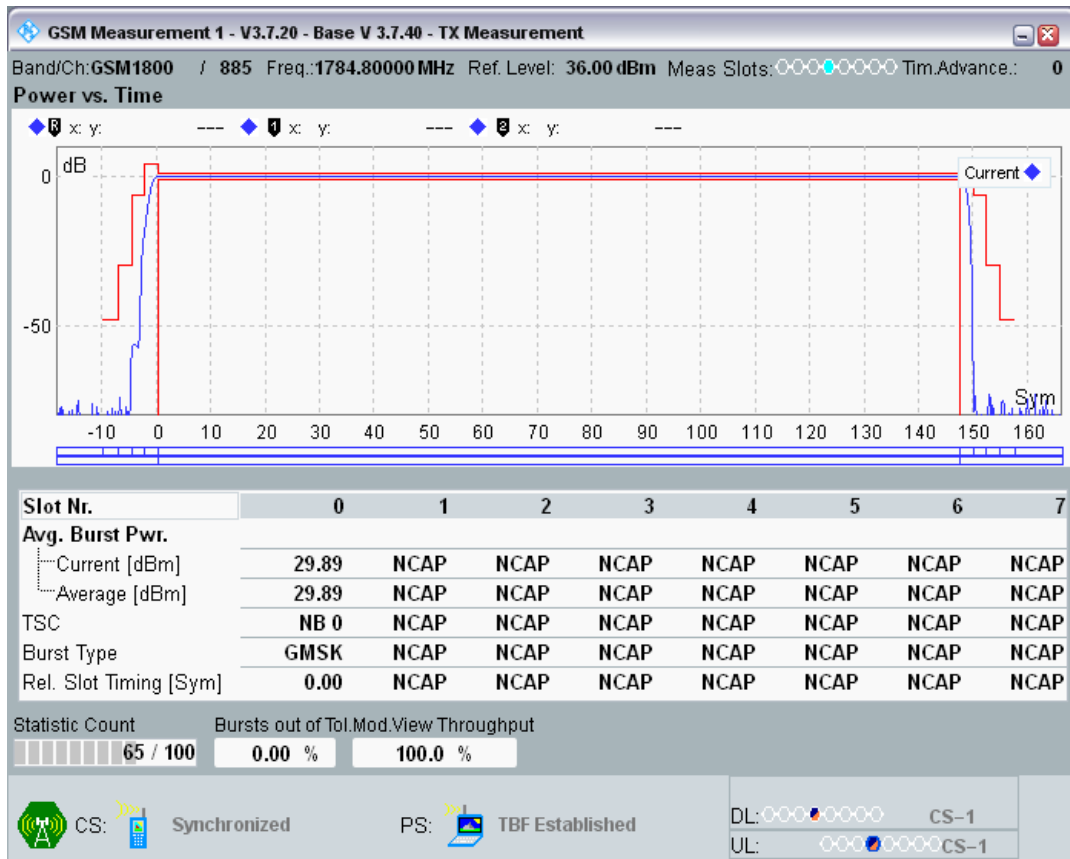 GSM Measurement 1 - V3.7.20 - Base V 3.7.40 - TX Measurement
Band/Ch:GSM1800 / 885 Freq.:1784.80000 MHz Ref. Level: 36.00 dBm Meas Slots: Tim.Advance.: 0
Power vs. Time
R x: y: --- 1 x: y: --- 2 x: y: ---
dB
Current
0
-50
Sym
-10 0 10 20 30 40 50 60 70 80 90 100 110 120 130 140 150 160
Slot Nr. 0 1 2 3 4 5 6 7
Avg. Burst Pwr.
Current [dBm] 29.89 NCAP NCAP NCAP NCAP NCAP NCAP NCAP
Average [dBm] 29.89 NCAP NCAP NCAP NCAP NCAP NCAP NCAP
TSC NB 0 NCAP NCAP NCAP NCAP NCAP NCAP NCAP
Burst Type GMSK NCAP NCAP NCAP NCAP NCAP NCAP NCAP
Rel. Slot Timing [Sym] 0.00 NCAP NCAP NCAP NCAP NCAP NCAP NCAP
Statistic Count Bursts out of Tol.Mod.View Throughput
65 / 100 0.00 % 100.0 %
CS: Synchronized PS: TBF Established DL: CS-1
UL: CS-1